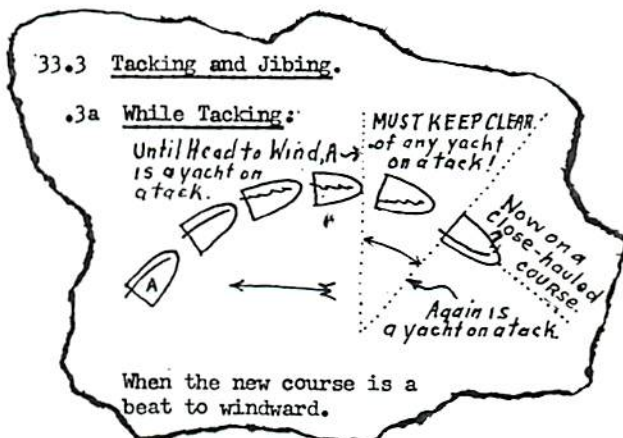 33.3 Tacking and Jibing.
.3a While Tacking:
Until Head to Wind, A→
is a yacht on
a tack.
MUST KEEP CLEAR
of any yacht
on a tack!
A
Now on a
close-hauled
course.
Again is
a yacht on a tack.
When the new course is a
beat to windward.